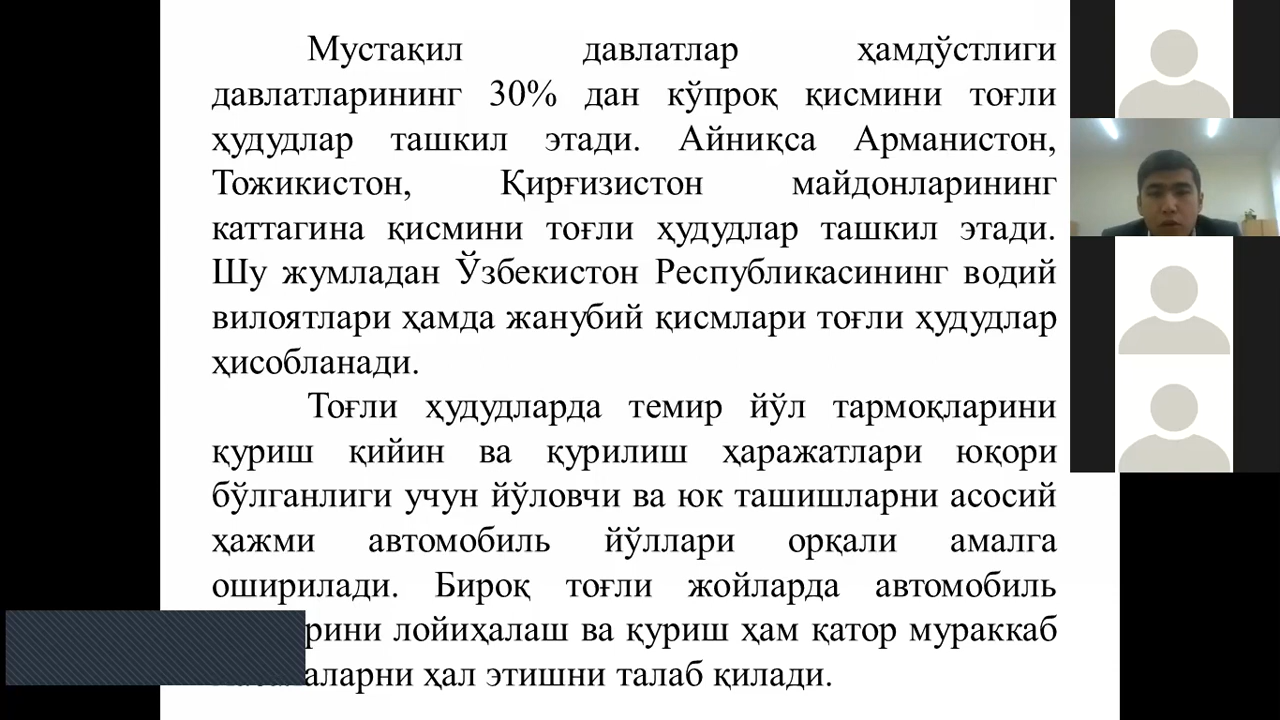 Мустақил давлатлар ҳамдўстлиги
давлатларининг 30% дан кўпроқ қисмини тоғли
ҳудудлар ташкил этади. Айниқса Арманистон,
Тожикистон, Қирғизистон майдонларининг
каттагина қисмини тоғли ҳудудлар ташкил этади.
Шу жумладан Ўзбекистон Республикасининг водий
вилоятлари ҳамда жанубий қисмлари тоғли ҳудудлар
ҳисобланади.
Тоғли ҳудудларда темир йўл тармоқларини
қуриш қийин ва қурилиш ҳаражатлари юқори
бўлганлиги учун йўловчи ва юк ташишларни асосий
ҳажми автомобиль йўллари орқали амалга
оширилади. Бироқ тоғли жойларда автомобиль
лойиҳалаш ва қуриш ҳам қатор мураккаб
ҳал этишни талаб қилади.